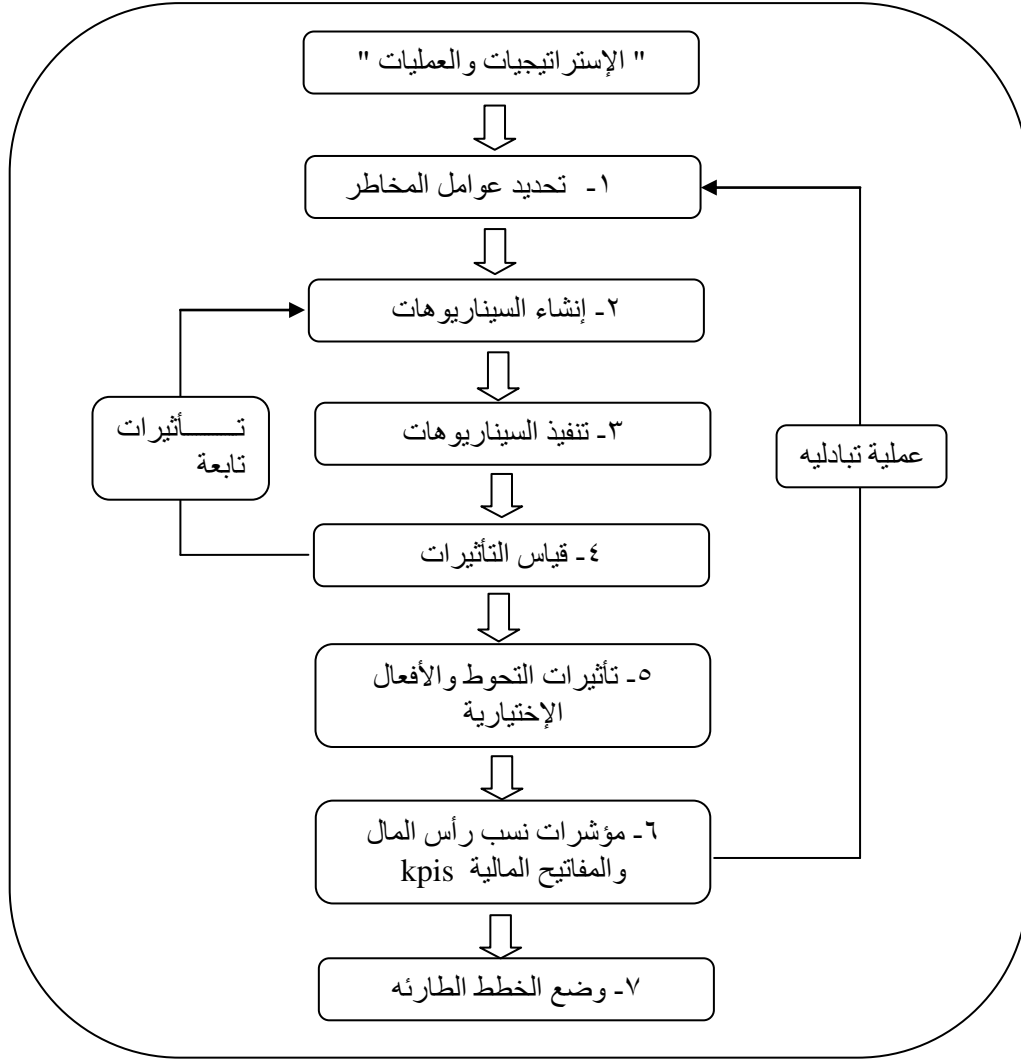 " الإستراتيجيات والعمليات "
١- تحديد عوامل المخاطر
٢- إنشاء السيناريوهات
٣- تنفيذ السيناريوهات
تـــــــأثيرات
تابعة
عملية تبادليه
٤- قياس التأثيرات
٥- تأثيرات التحوط والأفعال
الإختيارية
٦- مؤشرات نسب رأس المال
والمفاتيح المالية kpis
٧- وضع الخطط الطارئه